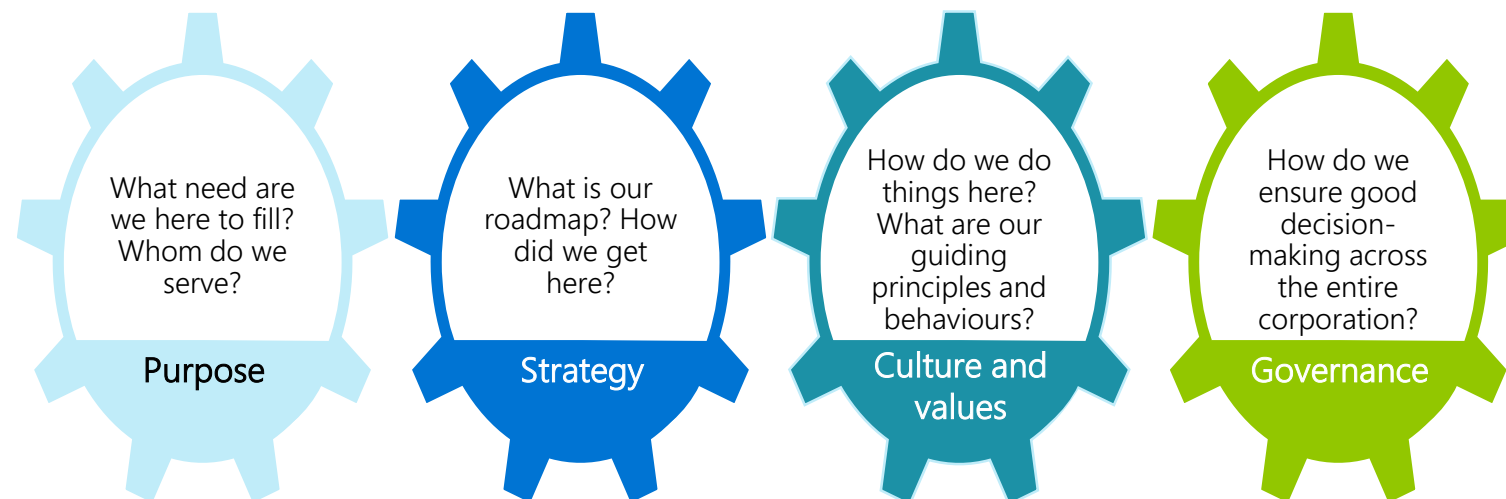 What need are
we here to fill?
Whom do we
serve?
Purpose
What is our
roadmap? How
did we get
here?
Strategy
How do we do
things here?
What are our
guiding
principles and
behaviours?
Culture and
values
How do we
ensure good
decision-
making across
the entire
corporation?
Governance